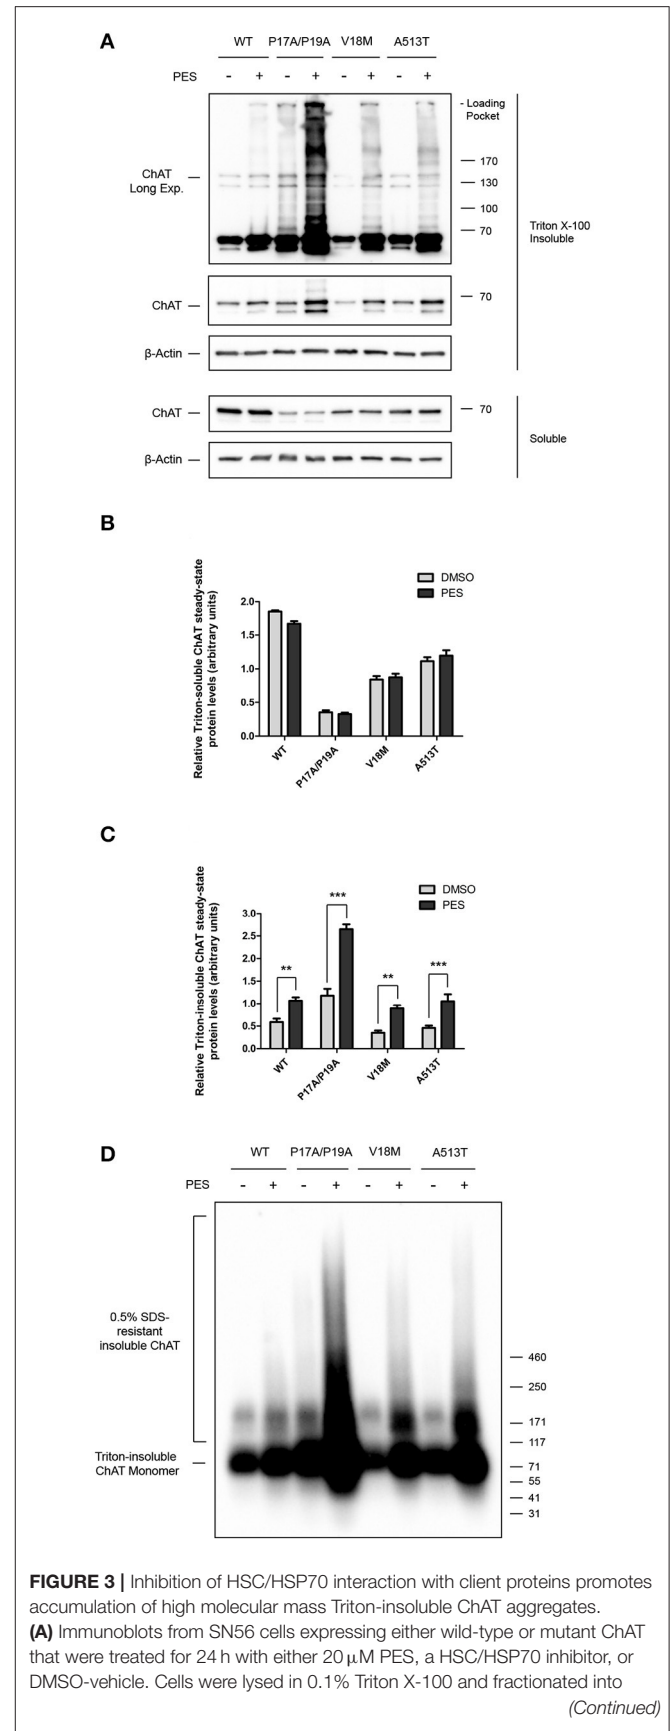 A
WT P17A/P19A V18M A513T
PES - + - + - + - +
- Loading
Pocket
ChAT
Long Exp.
170
130
100
70
Triton X-100
Insoluble
ChAT
70
β-Actin
ChAT
70
Soluble
β-Actin
B
Relative Triton-soluble ChAT steady-state
protein levels (arbitrary units)
DMSO
PES
2.0
1.5
1.0
0.5
0.0
WT P17A/P19A V18M A513T
C
Relative Triton-insoluble ChAT steady-state
protein levels (arbitrary units)
DMSO
PES
3.0
2.5
2.0
1.5
1.0
0.5
0.0
** *** ** ***
WT P17A/P19A V18M A513T
D
WT P17A/P19A V18M A513T
PES - + - + - + - +
0.5% SDS-
resistant
insoluble ChAT
Triton-insoluble
ChAT Monomer
460
250
171
117
71
55
41
31
FIGURE 3 | Inhibition of HSC/HSP70 interaction with client proteins promotes
accumulation of high molecular mass Triton-insoluble ChAT aggregates.
(A) Immunoblots from SN56 cells expressing either wild-type or mutant ChAT
that were treated for 24 h with either 20 μM PES, a HSC/HSP70 inhibitor, or
DMSO-vehicle. Cells were lysed in 0.1% Triton X-100 and fractionated into
(Continued)